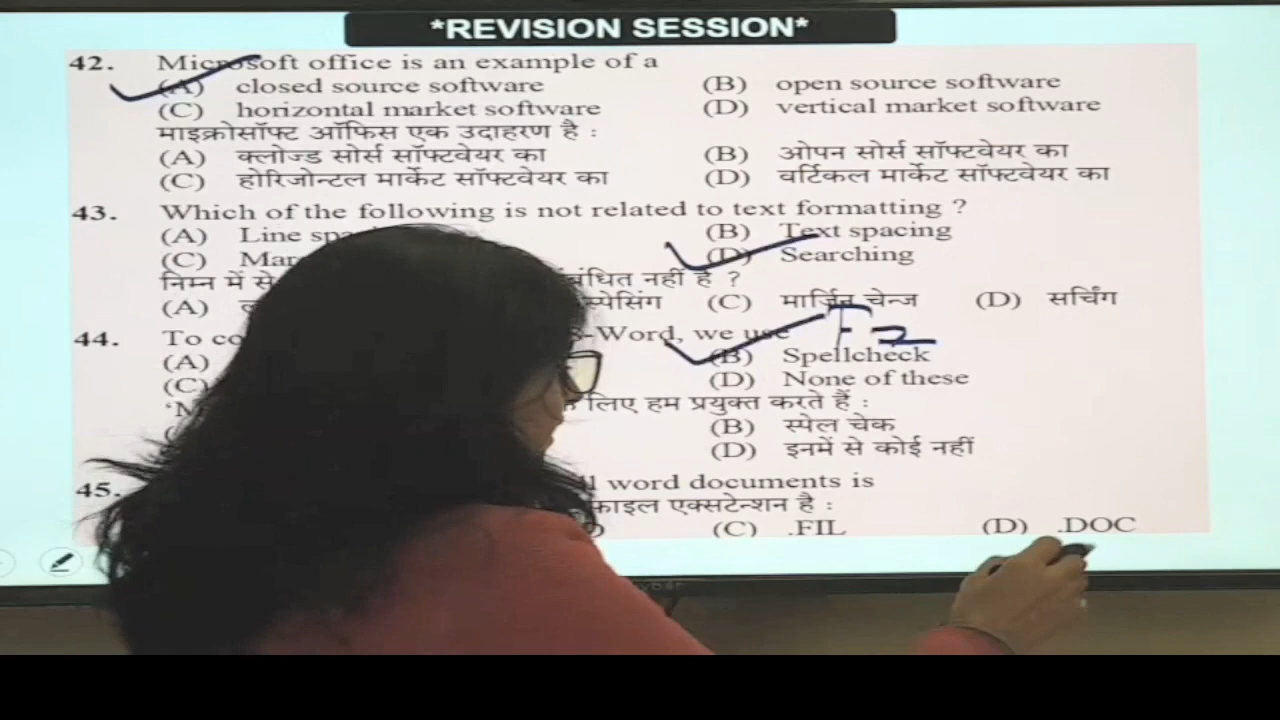 *REVISION SESSION*
42. Microsoft office is an example of a
(A) closed source software (B) open source software
(C) horizontal market software (D) vertical market software
माइक्रोसॉफ्ट ऑफिस एक उदाहरण है :
(A) क्लोज्ड सोर्स सॉफ्टवेयर का (B) ओपन सोर्स सॉफ्टवेयर का
(C) होरिजोन्टल मार्केट सॉफ्टवेयर का (D) वर्टिकल मार्केट सॉफ्टवेयर का
43. Which of the following is not related to text formatting ?
(A) Line (B) Text spacing
(C) (D) Searching
निम्न में से नहीं है ?
(A) स्पेसिंग (C) मार्जिन चेन्ज (D) सर्चिंग
44. To Word, we use
(A) (B) Spellcheck
(C) (D) None of these
लिए हम प्रयुक्त करते हैं :
(B) स्पेल चेक
(D) इनमें से कोई नहीं
45. word documents is
फाइल एक्सटेन्शन है :
(C) .FIL (D) .DOC